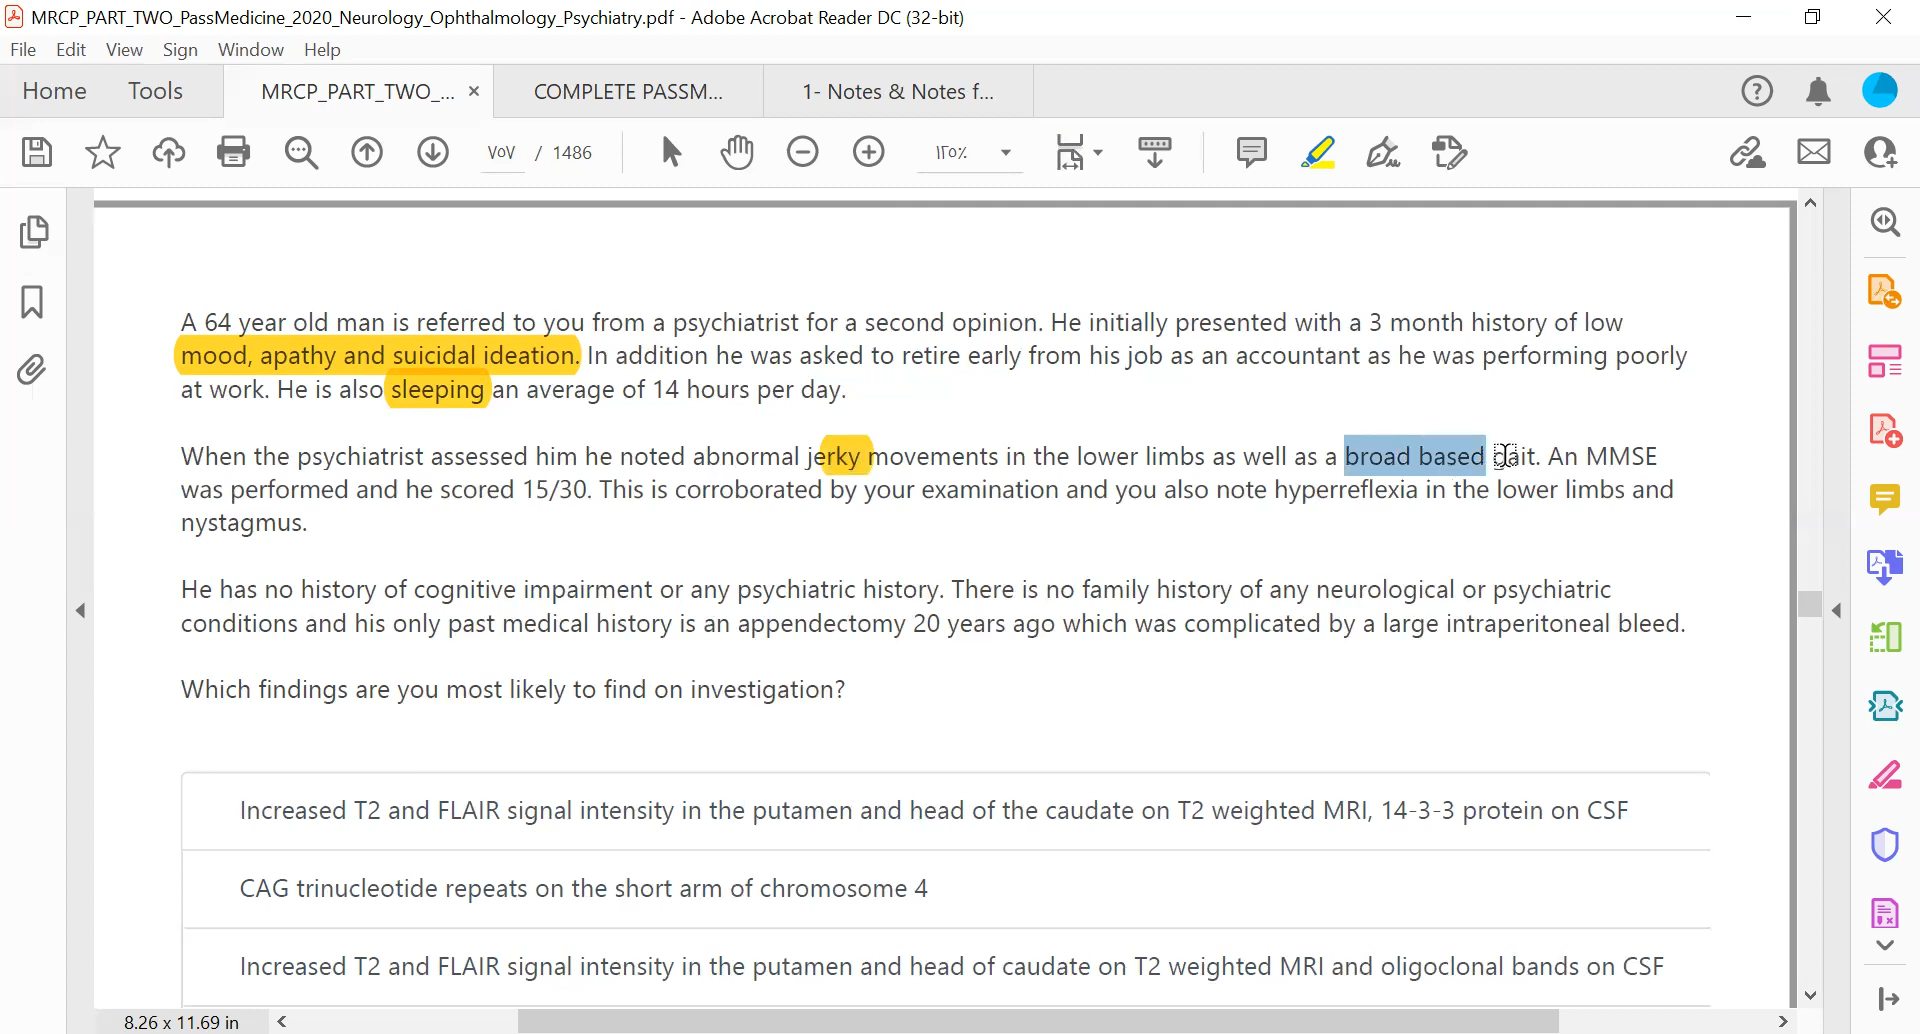 MRCP_PART_TWO_PassMedicine_2020_Neurology_Ophthalmology_Psychiatry.pdf - Adobe Acrobat Reader DC (32-bit)
File Edit View Sign Window Help
Home Tools MRCP_PART_TWO_... × COMPLETE PASSM... 1- Notes & Notes f...
٧٥٧ / 1486 ١٣٥٪
A 64 year old man is referred to you from a psychiatrist for a second opinion. He initially presented with a 3 month history of low
mood, apathy and suicidal ideation. In addition he was asked to retire early from his job as an accountant as he was performing poorly
at work. He is also sleeping an average of 14 hours per day.
When the psychiatrist assessed him he noted abnormal jerky movements in the lower limbs as well as a broad based gait. An MMSE
was performed and he scored 15/30. This is corroborated by your examination and you also note hyperreflexia in the lower limbs and
nystagmus.
He has no history of cognitive impairment or any psychiatric history. There is no family history of any neurological or psychiatric
conditions and his only past medical history is an appendectomy 20 years ago which was complicated by a large intraperitoneal bleed.
Which findings are you most likely to find on investigation?
Increased T2 and FLAIR signal intensity in the putamen and head of the caudate on T2 weighted MRI, 14-3-3 protein on CSF
CAG trinucleotide repeats on the short arm of chromosome 4
Increased T2 and FLAIR signal intensity in the putamen and head of caudate on T2 weighted MRI and oligoclonal bands on CSF
8.26 x 11.69 in